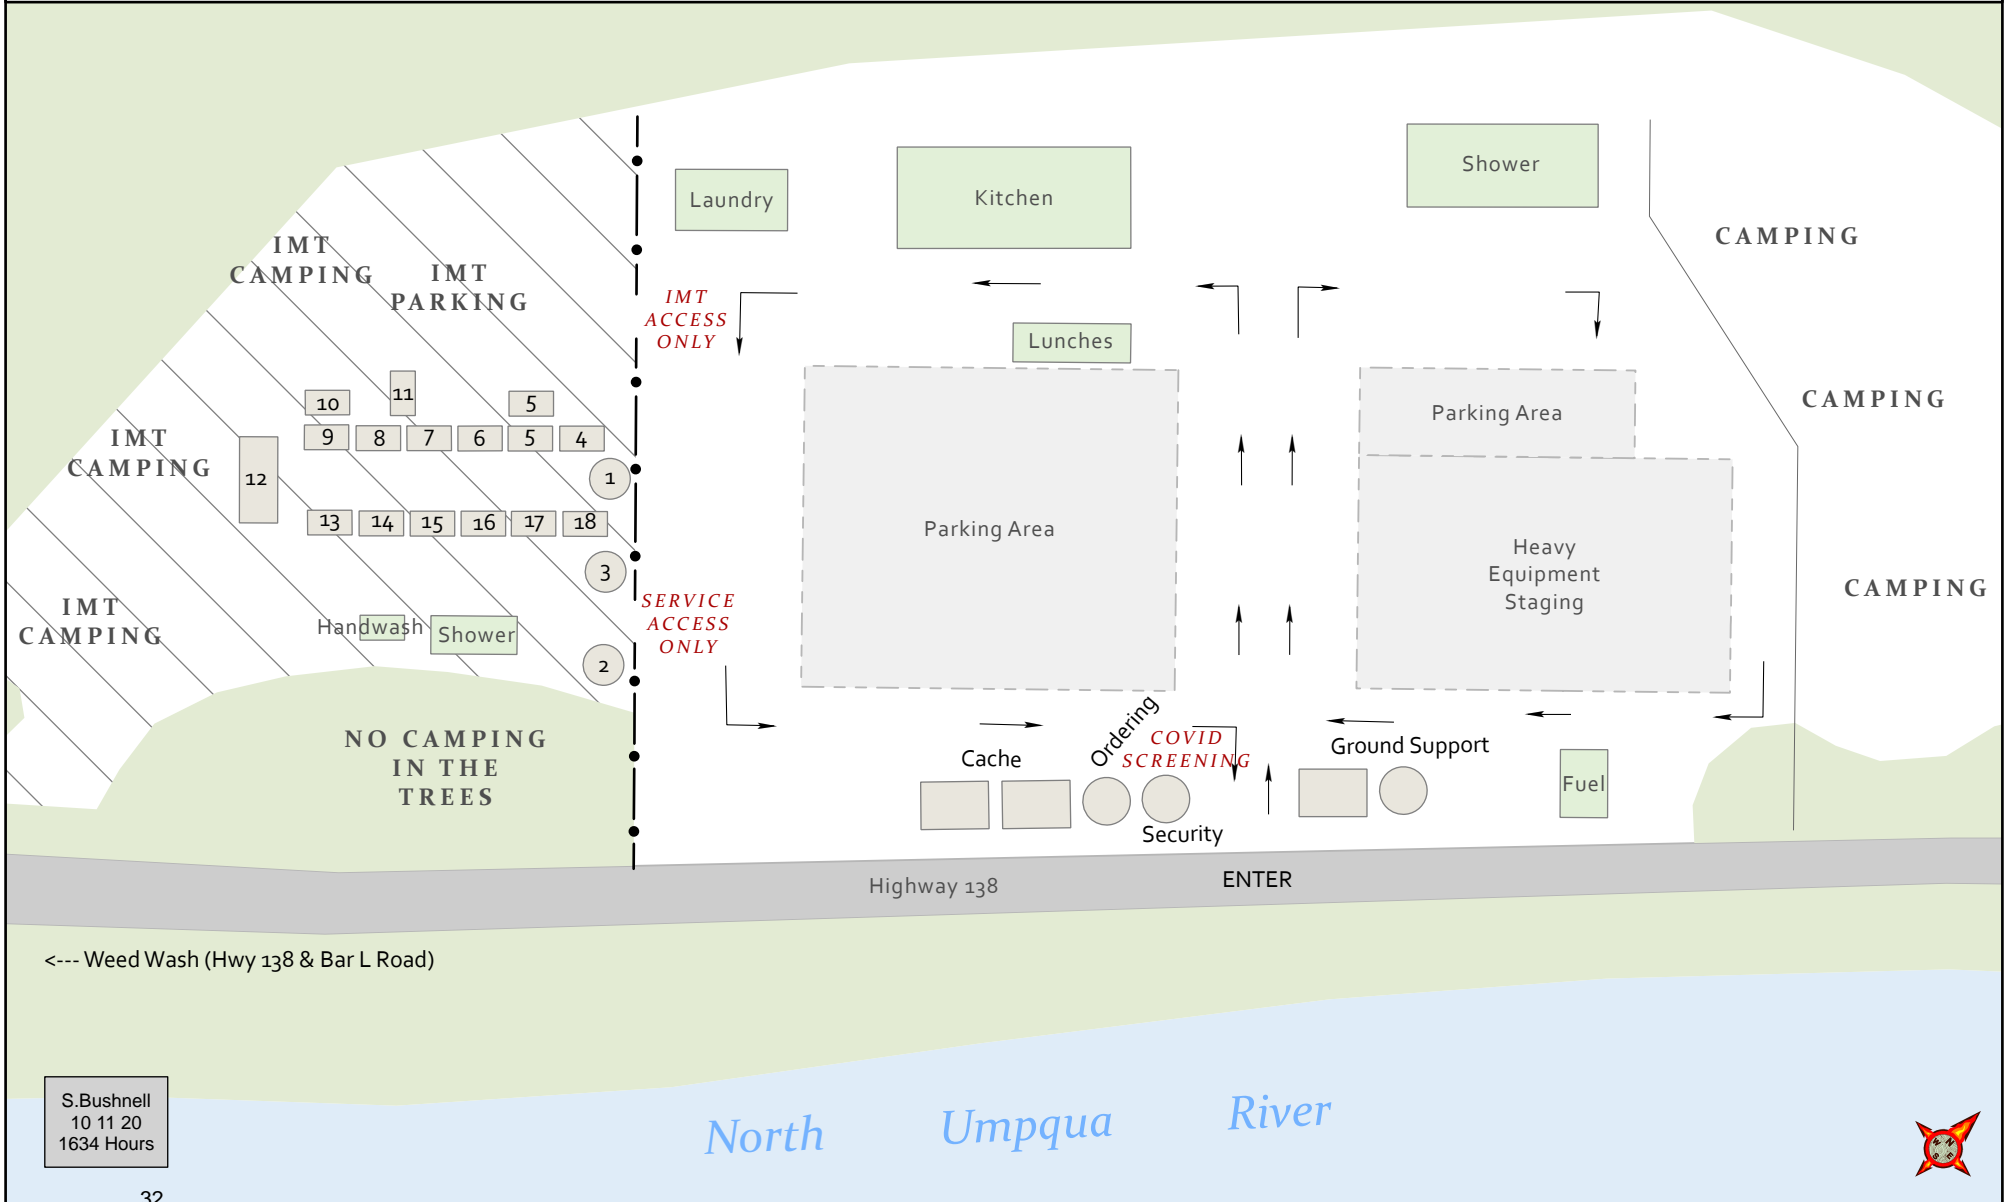 Laundry
Kitchen
Shower
CAMPING
IMT
CAMPING
IMT
PARKING
IMT
ACCESS
ONLY
Lunches
CAMPING
Parking Area
10
11
5
9
8
7
6
5
4
IMT
CAMPING
12
1
13
14
15
16
17
18
3
Parking Area
Heavy
Equipment
Staging
CAMPING
IMT
CAMPING
Handwash
Shower
2
SERVICE
ACCESS
ONLY
NO CAMPING
IN THE
TREES
Cache
Ordering
COVID
SCREENING
Security
Ground Support
Fuel
Highway 138
ENTER
<--- Weed Wash (Hwy 138 & Bar L Road)
North Umpqua River
S.Bushnell
10 11 20
1634 Hours
N
W
E
S
32